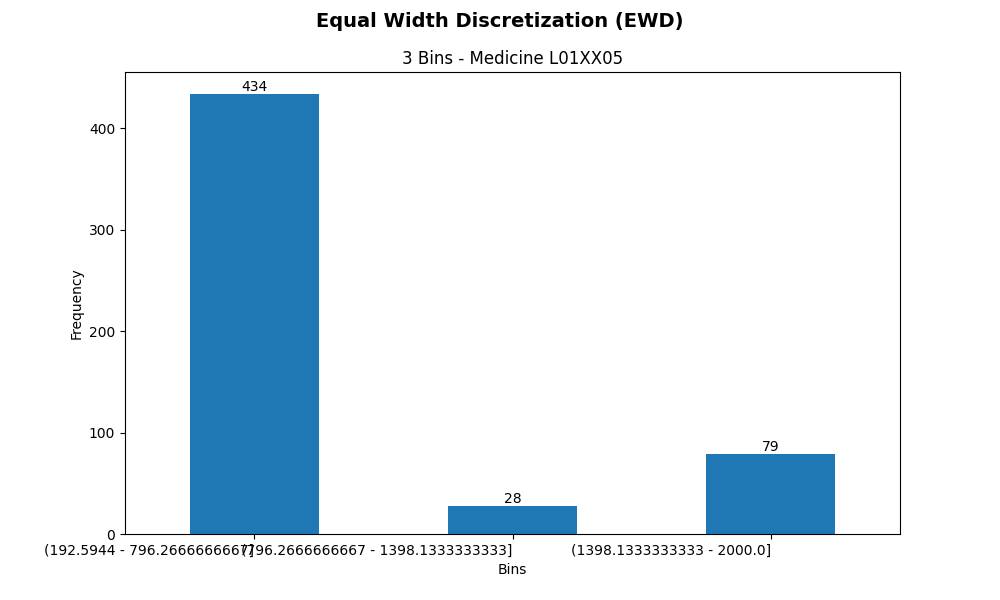 Equal Width Discretization (EWD)
3 Bins - Medicine L01XX05
434
400
300
200
100
0
28
79
Frequency
(192.5944 - 796.2666666667]
(796.2666666667 - 1398.1333333333]
(1398.1333333333 - 2000.0]
Bins